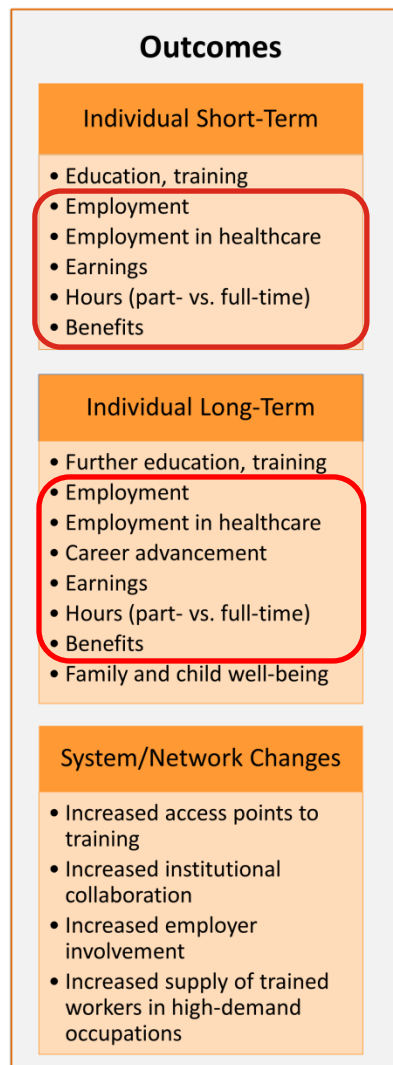 Outcomes
Individual Short-Term
• Education, training
• Employment
• Employment in healthcare
• Earnings
• Hours (part- vs. full-time)
• Benefits
Individual Long-Term
• Further education, training
• Employment
• Employment in healthcare
• Career advancement
• Earnings
• Hours (part- vs. full-time)
• Benefits
• Family and child well-being
System/Network Changes
• Increased access points to
training
• Increased institutional
collaboration
• Increased employer
involvement
• Increased supply of trained
workers in high-demand
occupations